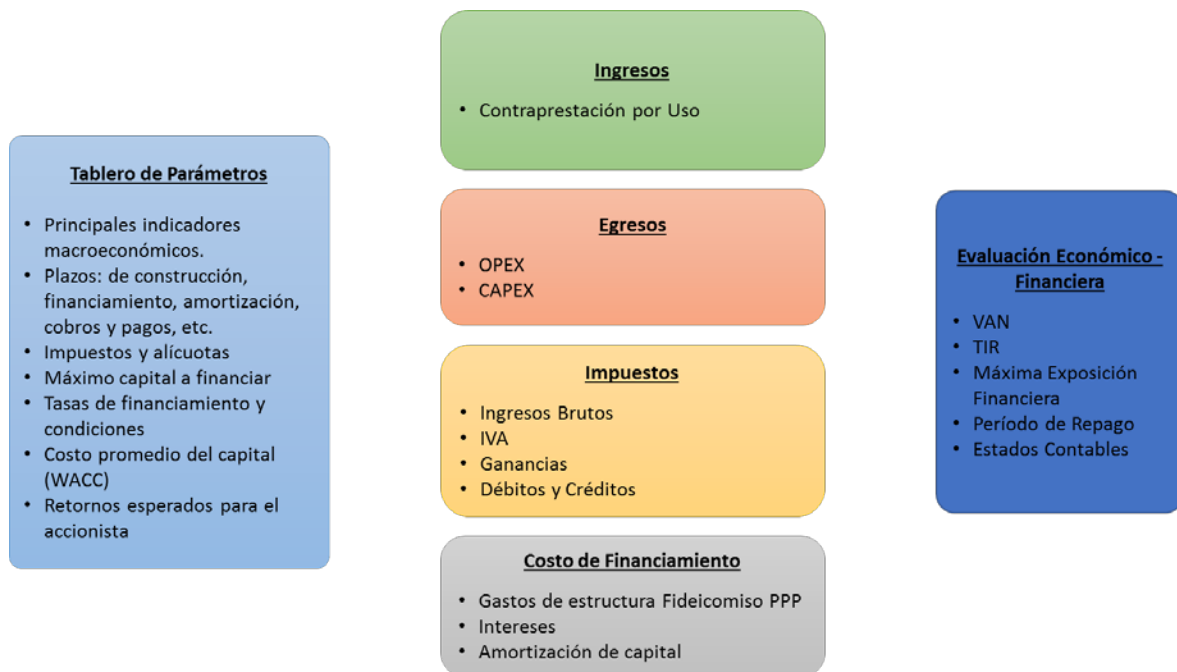 Tablero de Parámetros
• Principales indicadores
macroeconómicos.
• Plazos: de construcción,
financiamiento, amortización,
cobros y pagos, etc.
• Impuestos y alícuotas
• Máximo capital a financiar
• Tasas de financiamiento y
condiciones
• Costo promedio del capital
(WACC)
• Retornos esperados para el
accionista
Ingresos
• Contraprestación por Uso
Egresos
• OPEX
• CAPEX
Impuestos
• Ingresos Brutos
• IVA
• Ganancias
• Débitos y Créditos
Costo de Financiamiento
• Gastos de estructura Fideicomiso PPP
• Intereses
• Amortización de capital
Evaluación Económico -
Financiera
• VAN
• TIR
• Máxima Exposición
Financiera
• Período de Repago
• Estados Contables